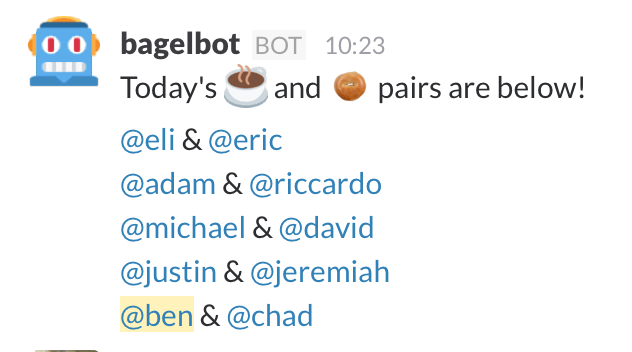 bagelbot BOT 10:23
Today's ☕ and 🥯 pairs are below!
@eli & @eric
@adam & @riccardo
@michael & @david
@justin & @jeremiah
@ben & @chad